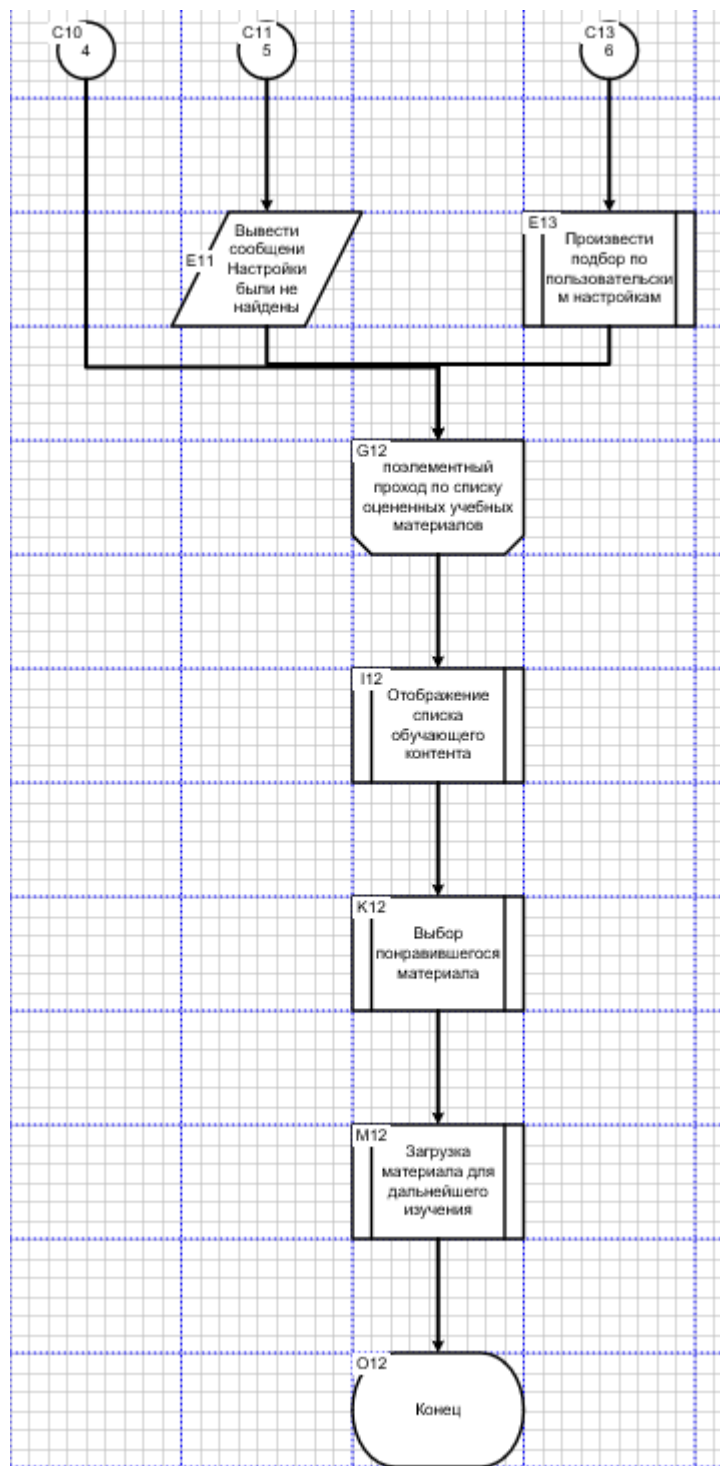 C10
4
C11
5
C13
6
E11
Вывести
сообщени
Настройки
были не
найдены
E13
Произвести
подбор по
пользовательски
м настройкам
G12
поэлементный
проход по списку
оцененных учебных
материалов
I12
Отображение
списка
обучающего
контента
K12
Выбор
понравившегося
материала
M12
Загрузка
материала для
дальнейшего
изучения
O12
Конец